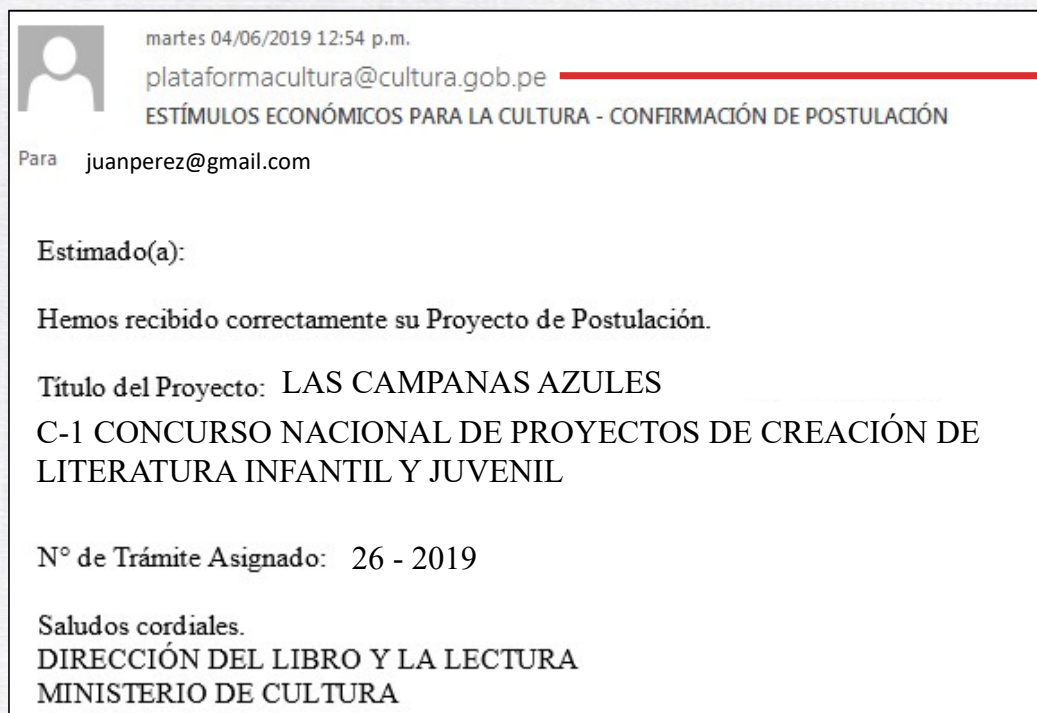 martes 04/06/2019 12:54 p.m.
plataformacultura@cultura.gob.pe
ESTÍMULOS ECONÓMICOS PARA LA CULTURA - CONFIRMACIÓN DE POSTULACIÓN
Para juanperez@gmail.com
Estimado(a):
Hemos recibido correctamente su Proyecto de Postulación.
Título del Proyecto: LAS CAMPANAS AZULES
C-1 CONCURSO NACIONAL DE PROYECTOS DE CREACIÓN DE
LITERATURA INFANTIL Y JUVENIL
N° de Trámite Asignado: 26 - 2019
Saludos cordiales.
DIRECCIÓN DEL LIBRO Y LA LECTURA
MINISTERIO DE CULTURA